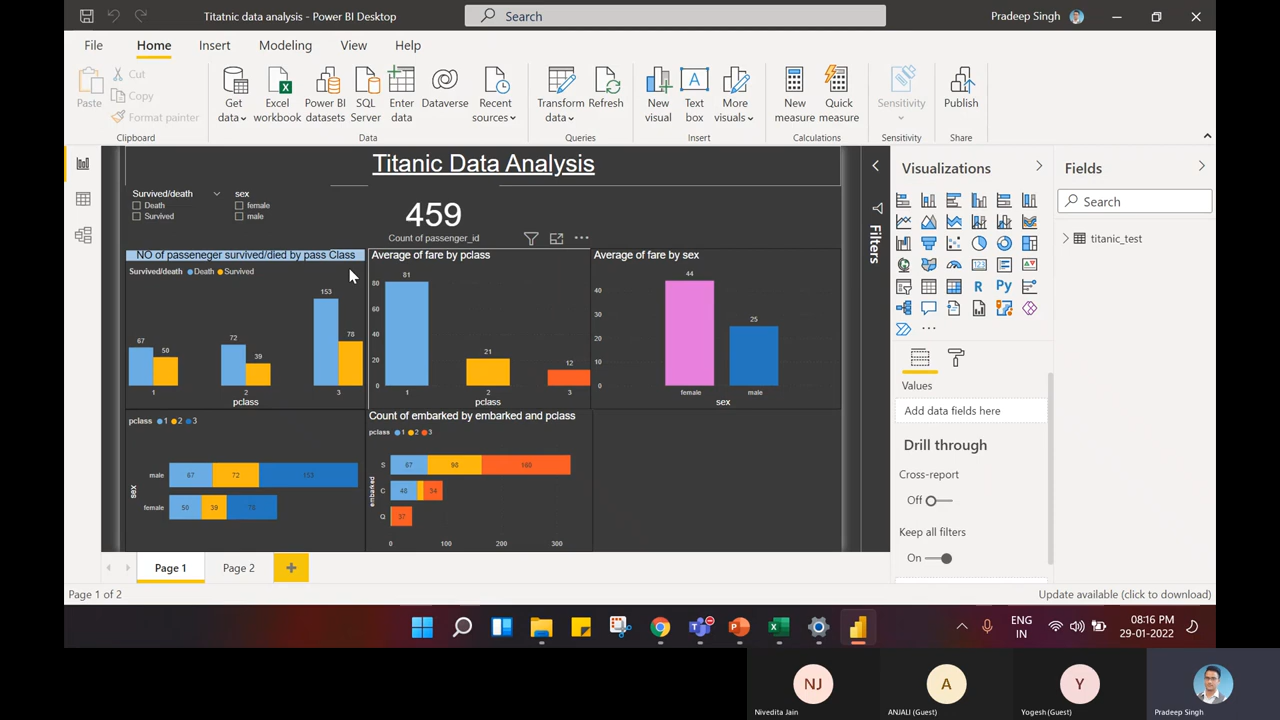 Titatnic data analysis - Power BI Desktop
Search
Pradeep Singh
File Home Insert Modeling View Help
Paste
Cut
Copy
Format painter
Clipboard
Get data
Excel workbook
Power BI datasets
SQL Server
Enter data
Dataverse
Recent sources
Data
Transform data
Refresh
Queries
New visual
Text box
More visuals
Insert
New measure
Quick measure
Calculations
Sensitivity
Sensitivity
Publish
Share
Titanic Data Analysis
Survived/death
Death
Survived
sex
female
male
459
Count of passenger_id
NO of passeneger survived/died by pass Class
Survived/death Death Survived
67 50 72 39 153 78
1 2 3
pclass
Average of fare by pclass
80
60
40
20
0
81 21 12
1 2 3
pclass
Average of fare by sex
40
30
20
10
0
44 25
female male
sex
pclass 1 2 3
sex
male 67 72 153
female 50 39
Count of embarked by embarked and pclass
pclass 1 2 3
embarked
S 67 98
C 48 34
Q 37
0 100 200 300
Filters
Visualizations
R Py
Values
Add data fields here
Drill through
Cross-report
Off
Keep all filters
On
Fields
Search
titanic_test
Page 1 Page 2
Page 1 of 2
Update available (click to download)
ENG
IN
08:16 PM
29-01-2022
NJ
Nivedita Jain
A
ANJALI (Guest)
Y
Yogesh (Guest)
Pradeep Singh